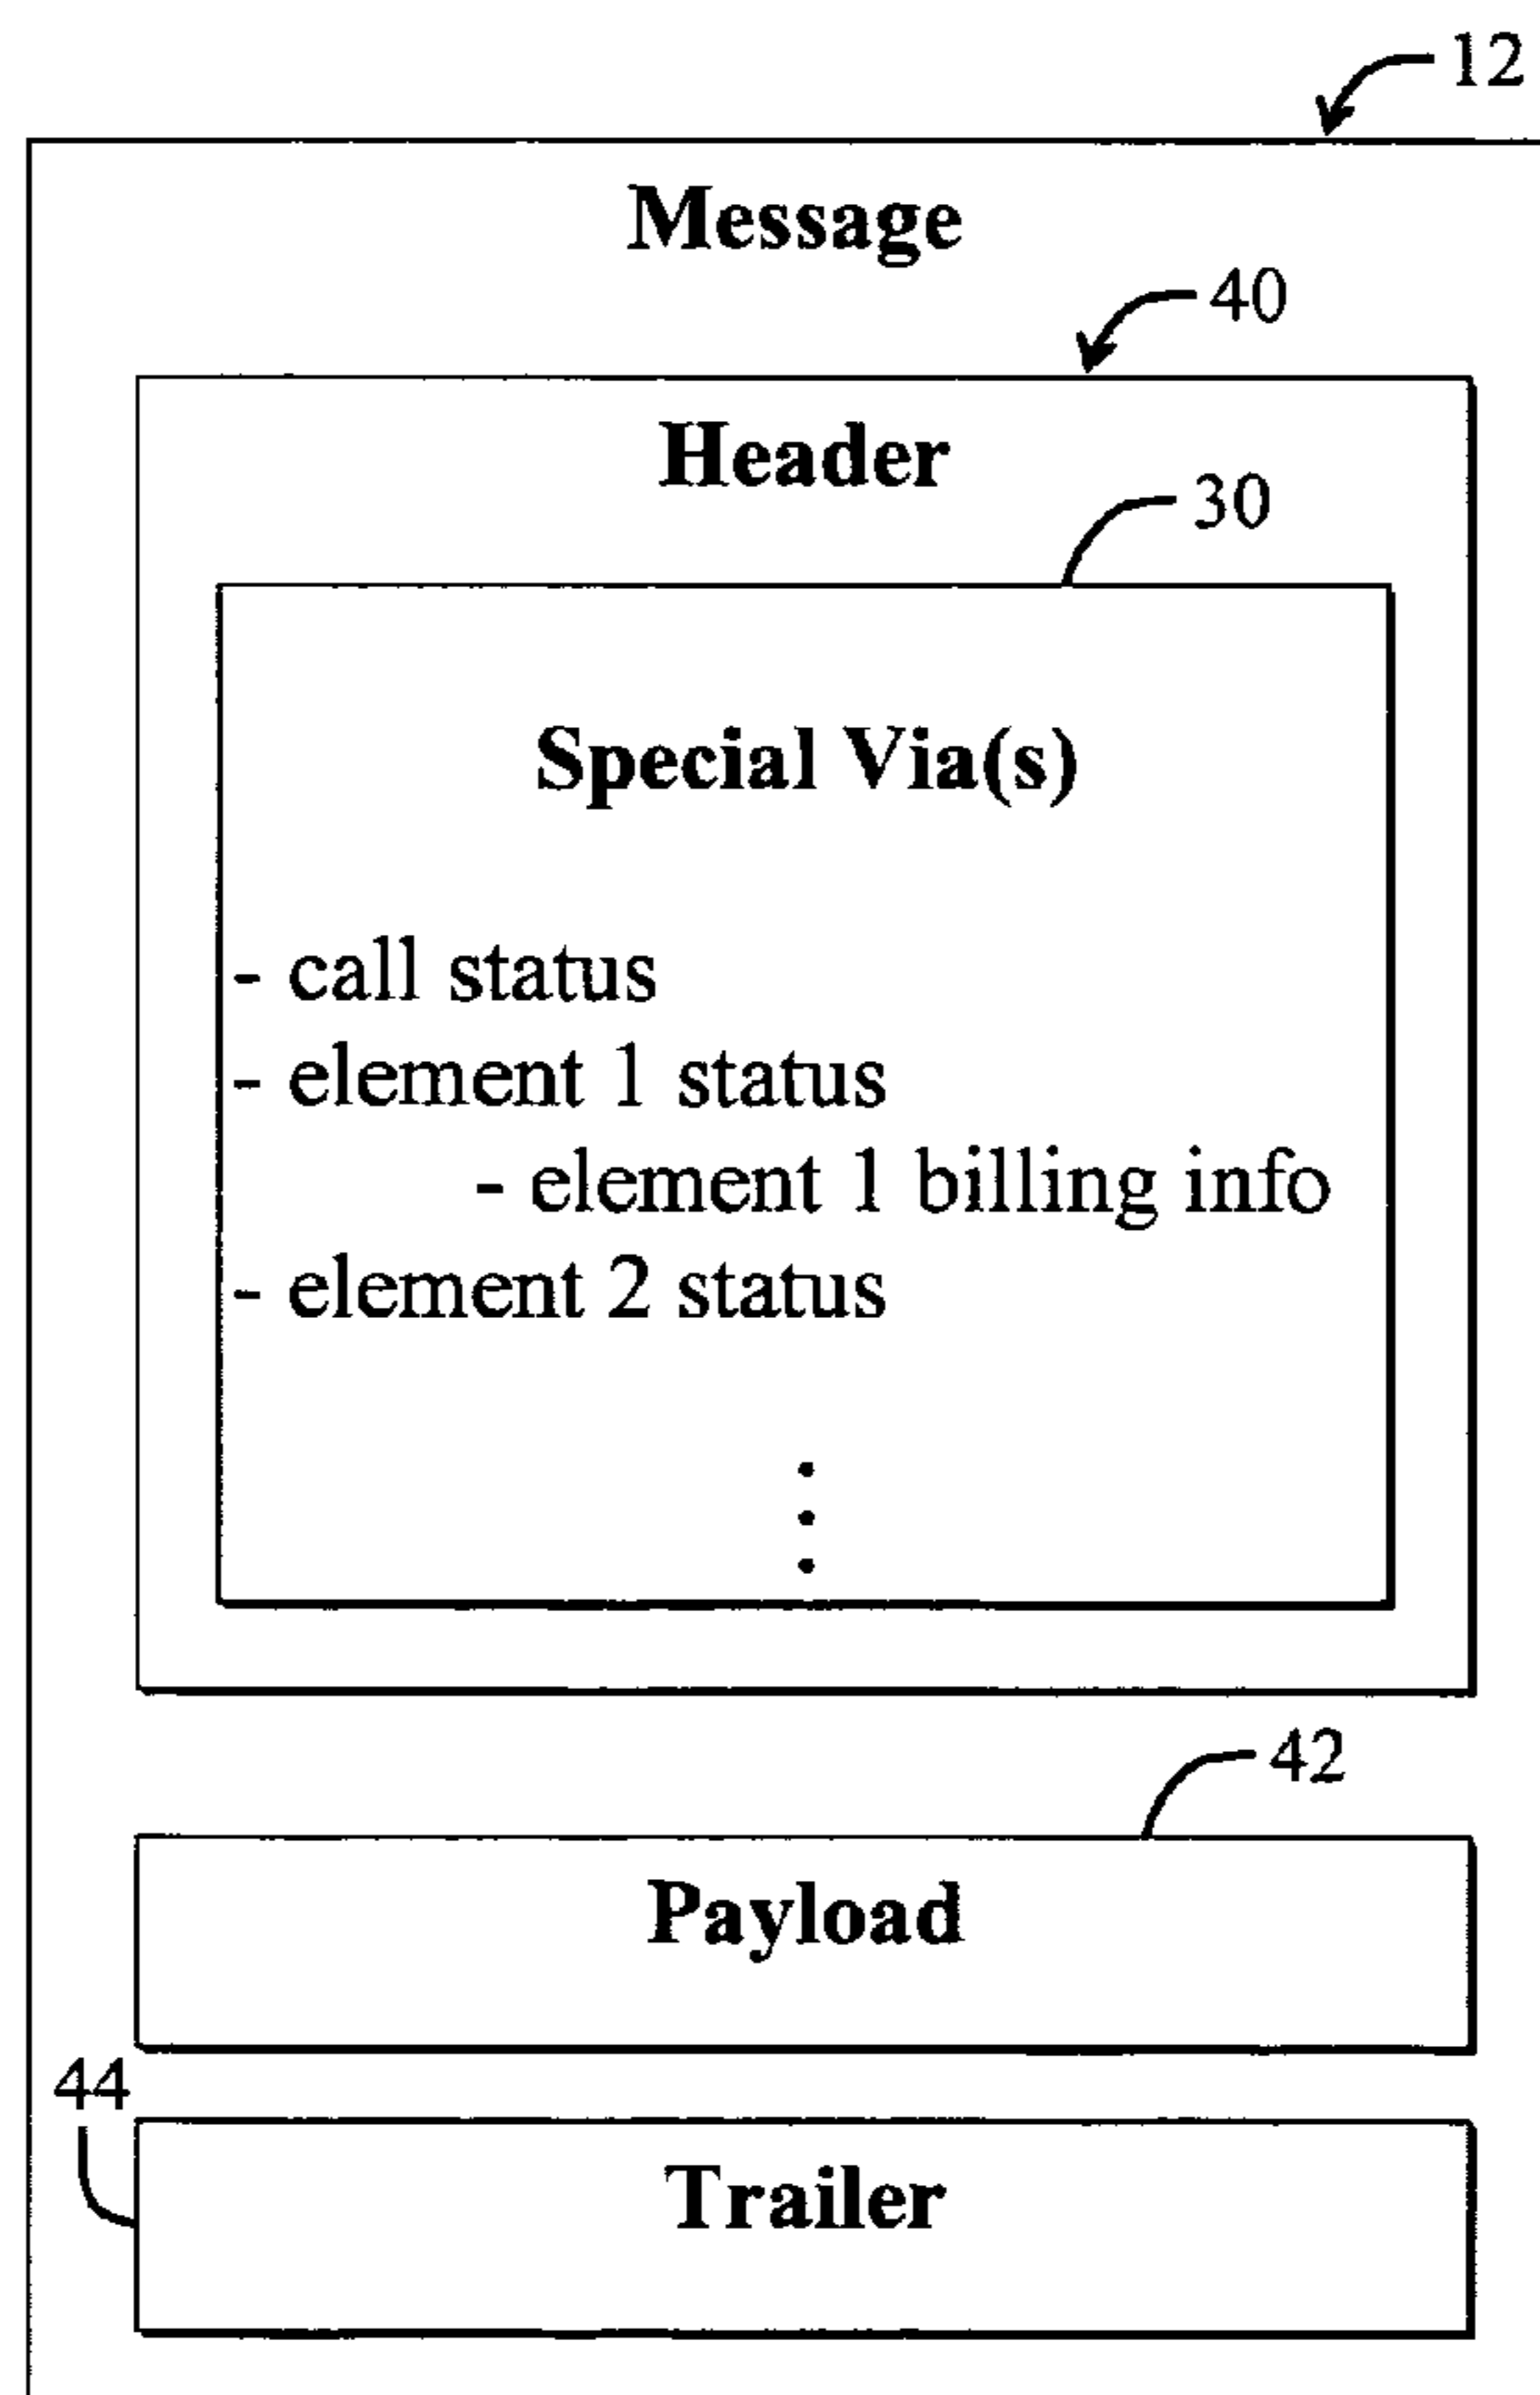 12
Message
40
Header
30
Special Via(s)
- call status
- element 1 status
- element 1 billing info
- element 2 status
42
Payload
44
Trailer